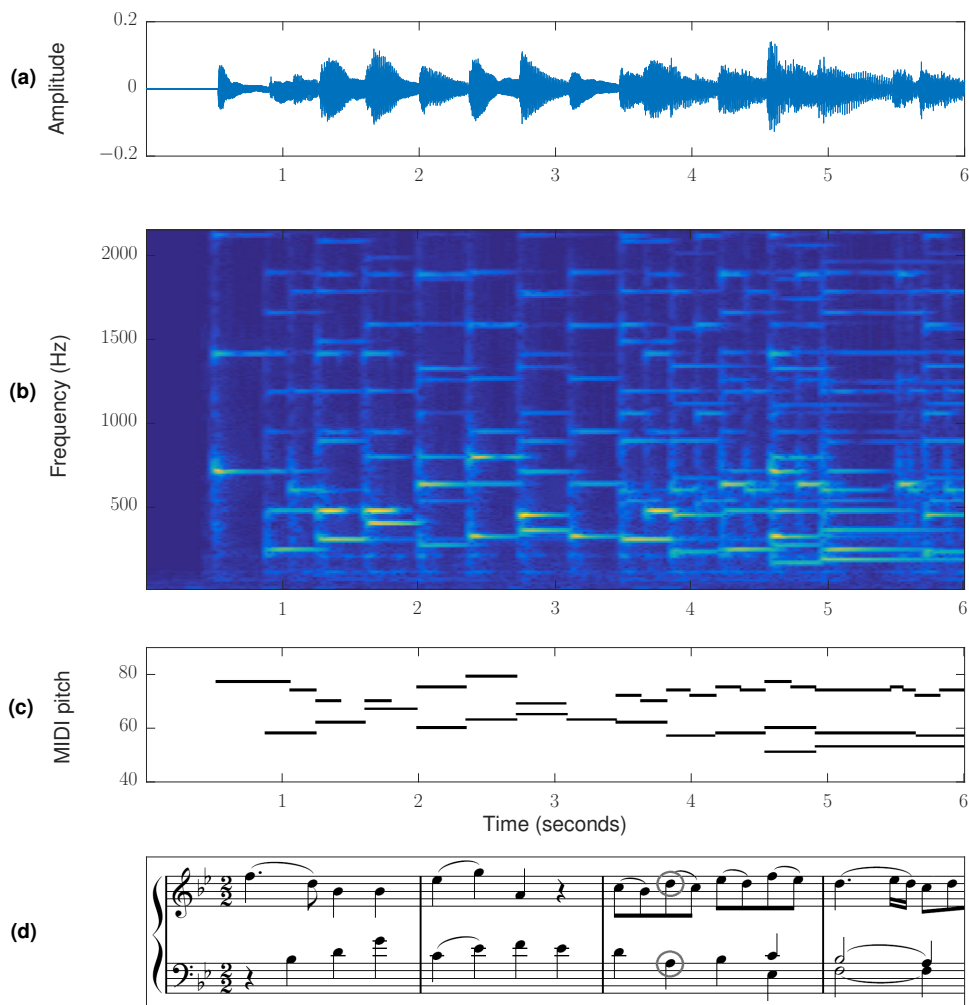 (a)
Amplitude
0.2
0
−0.2
1 2 3 4 5 6
(b)
Frequency (Hz)
2000
1500
1000
500
1 2 3 4 5 6
(c)
MIDI pitch
80
60
40
1 2 3 4 5 6
Time (seconds)
(d)
2
2
2
2